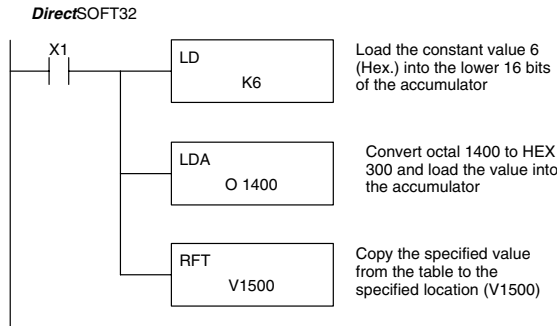 DirectSOFT32
X1
LD
K6
Load the constant value 6
(Hex.) into the lower 16 bits
of the accumulator
LDA
O 1400
Convert octal 1400 to HEX
300 and load the value into
the accumulator
RFT
V1500
Copy the specified value
from the table to the
specified location (V1500)